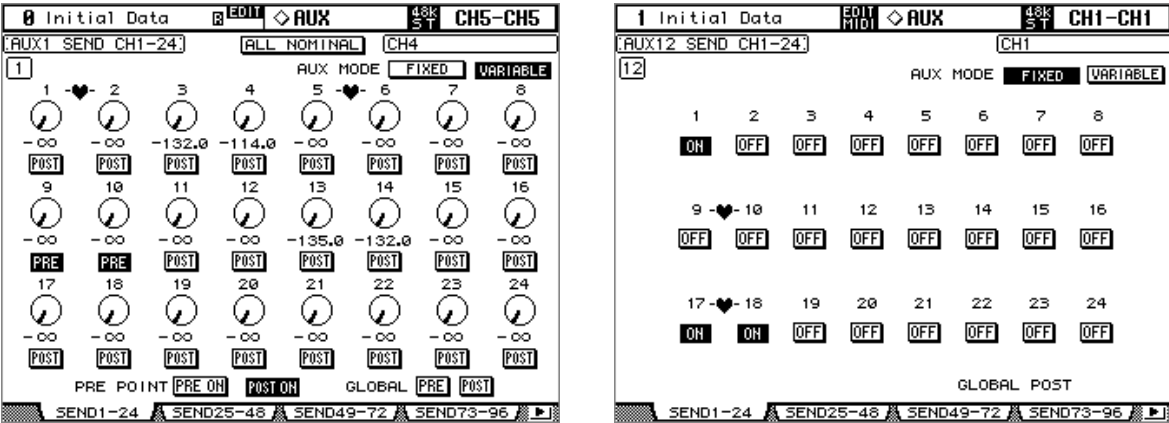 0 Initial Data R EDIT ◇AUX 48K ST CH5-CH5
AUX1 SEND CH1-24 ALL NOMINAL CH4
1 AUX MODE FIXED VARIABLE
1 -♥- 2 3 4 5 -♥- 6 7 8
-∞ -∞ -132.0 -114.0 -∞ -∞ -∞ -∞
POST POST POST POST POST POST POST POST
9 10 11 12 13 14 15 16
-∞ -∞ -∞ -∞ -135.0 -132.0 -∞ -∞
PRE PRE POST POST POST POST POST POST
17 18 19 20 21 22 23 24
-∞ -∞ -∞ -∞ -∞ -∞ -∞ -∞
POST POST POST POST POST POST POST POST
PRE POINT PRE ON POST ON GLOBAL PRE POST
SEND1-24 SEND25-48 SEND49-72 SEND73-96
1 Initial Data EDIT MIDI ◇AUX 48K ST CH1-CH1
AUX12 SEND CH1-24 CH1
12 AUX MODE FIXED VARIABLE
1 2 3 4 5 6 7 8
ON OFF OFF OFF OFF OFF OFF OFF
9 -♥- 10 11 12 13 14 15 16
OFF OFF OFF OFF OFF OFF OFF OFF
17 -♥- 18 19 20 21 22 23 24
ON ON OFF OFF OFF OFF OFF OFF
GLOBAL POST
SEND1-24 SEND25-48 SEND49-72 SEND73-96